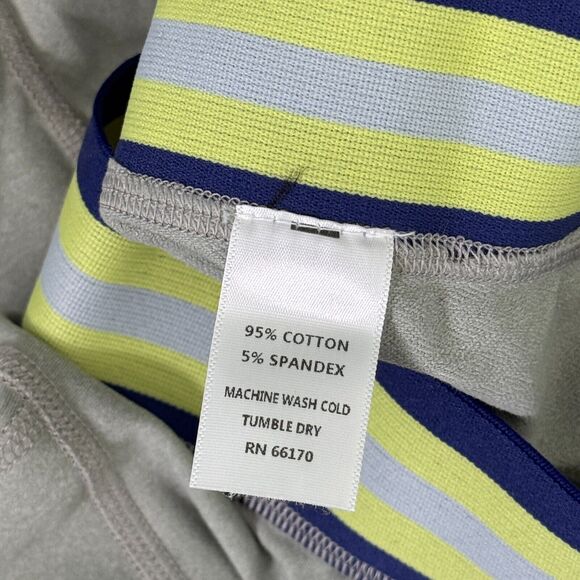 95% COTTON
5% SPANDEX
MACHINE WASH COLD
TUMBLE DRY
RN 66170